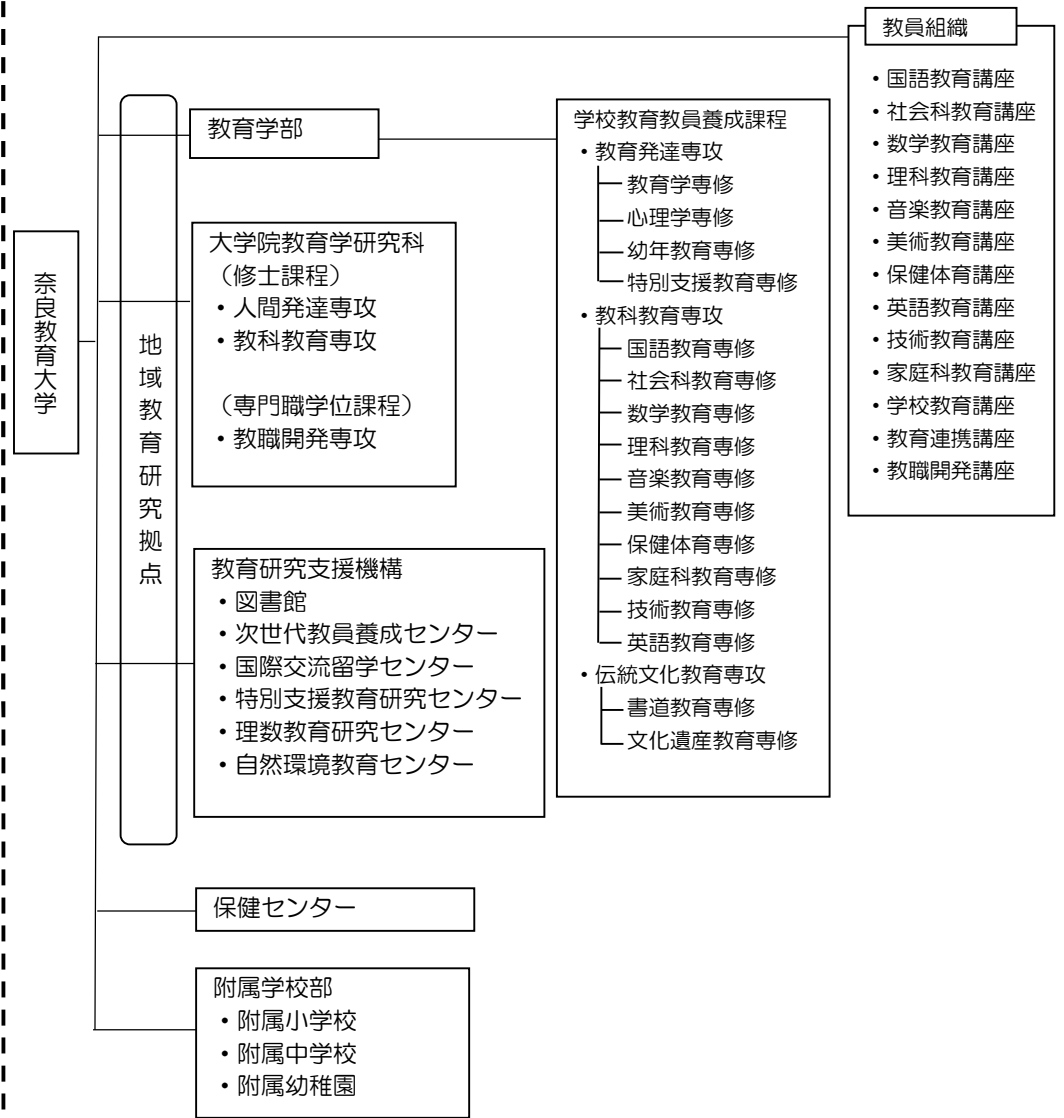 教員組織
・国語教育講座
・社会科教育講座
・数学教育講座
・理科教育講座
・音楽教育講座
・美術教育講座
・保健体育講座
・英語教育講座
・技術教育講座
・家庭科教育講座
・学校教育講座
・教育連携講座
・教職開発講座
奈良教育大学
地域教育研究拠点
教育学部
学校教育教員養成課程
・教育発達専攻
教育学専修
心理学専修
幼年教育専修
特別支援教育専修
・教科教育専攻
国語教育専修
社会科教育専修
数学教育専修
理科教育専修
音楽教育専修
美術教育専修
保健体育専修
家庭科教育専修
技術教育専修
英語教育専修
・伝統文化教育専攻
書道教育専修
文化遺産教育専修
大学院教育学研究科
（修士課程）
・人間発達専攻
・教科教育専攻
（専門職学位課程）
・教職開発専攻
教育研究支援機構
・図書館
・次世代教員養成センター
・国際交流留学センター
・特別支援教育研究センター
・理数教育研究センター
・自然環境教育センター
保健センター
附属学校部
・附属小学校
・附属中学校
・附属幼稚園